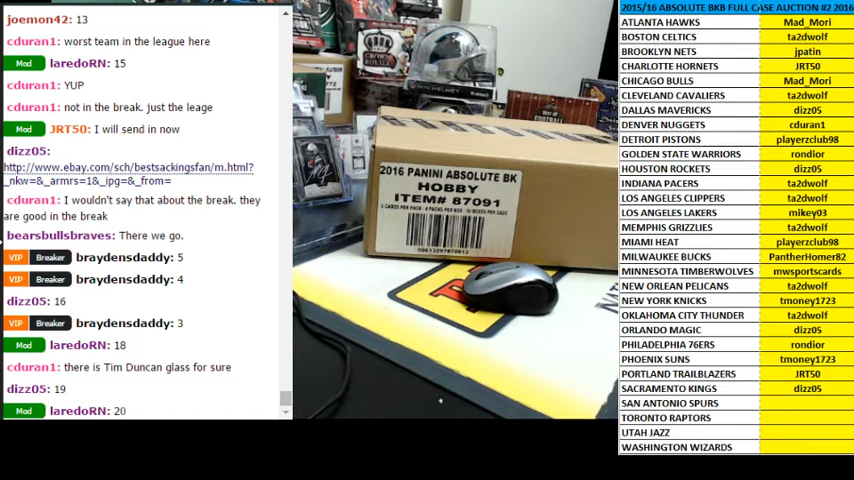 joemon42: 13
cduran1: worst team in the league here
Mod laredoRN: 15
cduran1: YUP
cduran1: not in the break. just the leage
Mod JRT50: I will send in now
dizz05:
http://www.ebay.com/sch/bestsackingsfan/m.html?
_nkw=&_armrs=1&_ipg=&_from=
cduran1: I wouldn't say that about the break. they
are good in the break
bearsbullsbraves: There we go.
VIP Breaker braydensdaddy: 5
VIP Breaker braydensdaddy: 4
dizz05: 16
VIP Breaker braydensdaddy: 3
Mod laredoRN: 18
cduran1: there is Tim Duncan glass for sure
dizz05: 19
Mod laredoRN: 20
CROWN
ROYALE
MINI HELMET
2016 PANINI ABSOLUTE BK
HOBBY
ITEM# 87091
2015/16 ABSOLUTE BKB FULL CASE AUCTION #2 2016
ATLANTA HAWKS Mad_Mori
BOSTON CELTICS ta2dwolf
BROOKLYN NETS jpatin
CHARLOTTE HORNETS JRT50
CHICAGO BULLS Mad_Mori
CLEVELAND CAVALIERS ta2dwolf
DALLAS MAVERICKS dizz05
DENVER NUGGETS cduran1
DETROIT PISTONS playerzclub98
GOLDEN STATE WARRIORS rondior
HOUSTON ROCKETS dizz05
INDIANA PACERS ta2dwolf
LOS ANGELES CLIPPERS ta2dwolf
LOS ANGELES LAKERS mikey03
MEMPHIS GRIZZLIES ta2dwolf
MIAMI HEAT playerzclub98
MILWAUKEE BUCKS PantherHomer82
MINNESOTA TIMBERWOLVES mwsportscards
NEW ORLEAN PELICANS ta2dwolf
NEW YORK KNICKS tmoney1723
OKLAHOMA CITY THUNDER ta2dwolf
ORLANDO MAGIC dizz05
PHILADELPHIA 76ERS rondior
PHOENIX SUNS tmoney1723
PORTLAND TRAILBLAZERS JRT50
SACRAMENTO KINGS dizz05
SAN ANTONIO SPURS
TORONTO RAPTORS
UTAH JAZZ
WASHINGTON WIZARDS